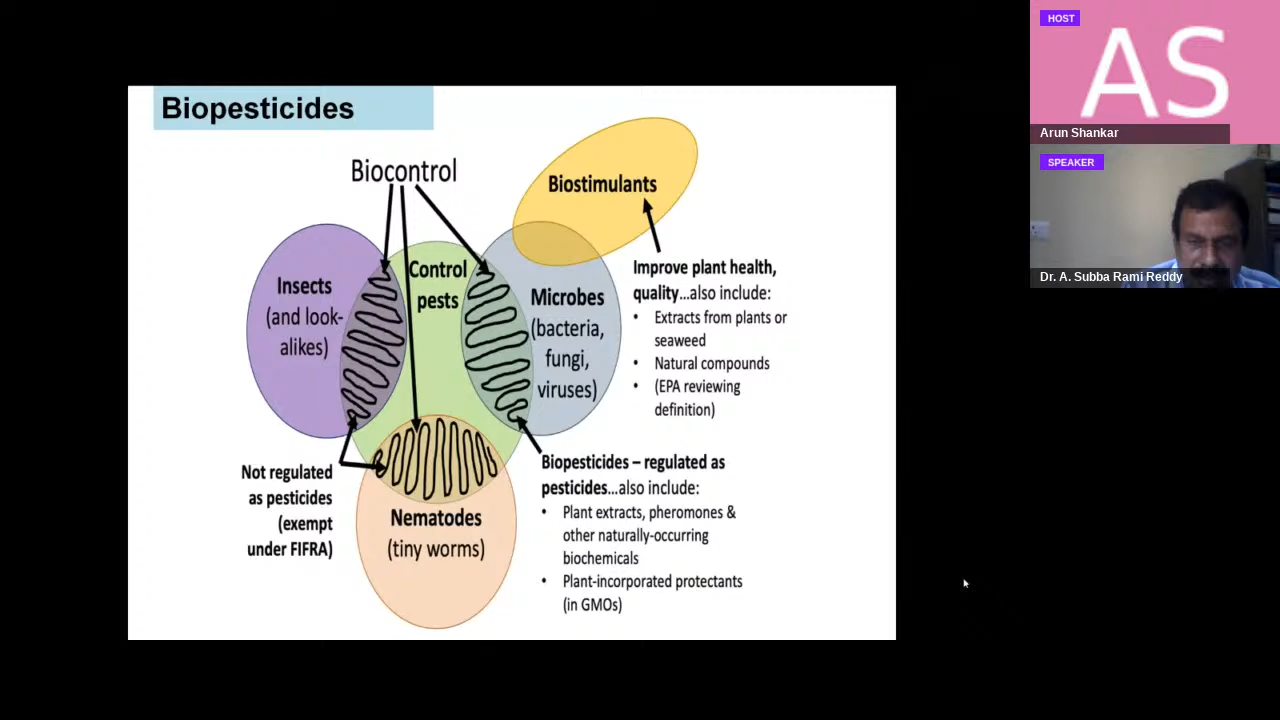 Biopesticides
Biocontrol
Biostimulants
Insects
(and look-
alikes)
Control
pests
Microbes
(bacteria,
fungi,
viruses)
Improve plant health,
quality...also include:
• Extracts from plants or
seaweed
• Natural compounds
• (EPA reviewing
definition)
Not regulated
as pesticides
(exempt
under FIFRA)
Nematodes
(tiny worms)
Biopesticides – regulated as
pesticides...also include:
• Plant extracts, pheromones &
other naturally-occurring
biochemicals
• Plant-incorporated protectants
(in GMOs)
HOST
AS
Arun Shankar
SPEAKER
Dr. A. Subba Rami Reddy